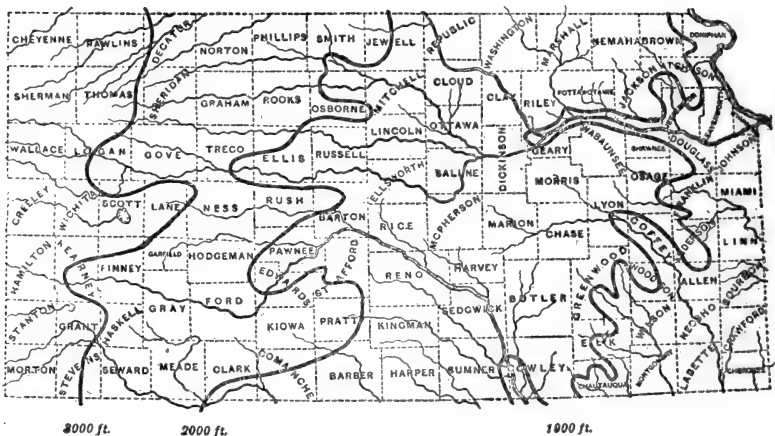 CHEYENNE RAWLINS DECATOR NORTON PHILLIPS SMITH JEWELL REPUBLIC WASHINGTON MARSHALL NEMAHA BROWN DONIPHAN
SHERMAN THOMAS SHERIDAN GRAHAM ROOKS OSBORNE MITCHELL CLOUD CLAY RILEY POTTAWOTAMIE JACKSON
WALLACE LOGAN GOVE TREGO ELLIS RUSSELL LINCOLN OTTAWA SALINE DICKINSON GEARY WABAUNSEE SHAWNEE DOUGLAS JOHNSON
GREELEY WICHITA SCOTT LANE NESS RUSH BARTON ELLSWORTH RICE MCPHERSON MARION MORRIS CHASE LYON OSAGE FRANKLIN MIAMI
HAMILTON KEARNE FINNEY GARFIELD HODGEMAN PAWNEE EDWARDS STAFFORD RENO HARVEY BUTLER GREENWOOD COFFEY ANDERSON LINN
STANTON GRANT HASKELL GRAY FORD KIOWA PRATT KINGMAN SEDGWICK ELK WOODSON WILSON ALLEN NEOSHO BOURBON CRAWFORD
MORTON STEVENS SEWARD MEADE CLARK COMANCHE BARBER HARPER SUMNER COWLEY CHAUTAUQUA MONTGOMERY LABETTE CHEROKEE
3000 ft. 2000 ft. 1900 ft.